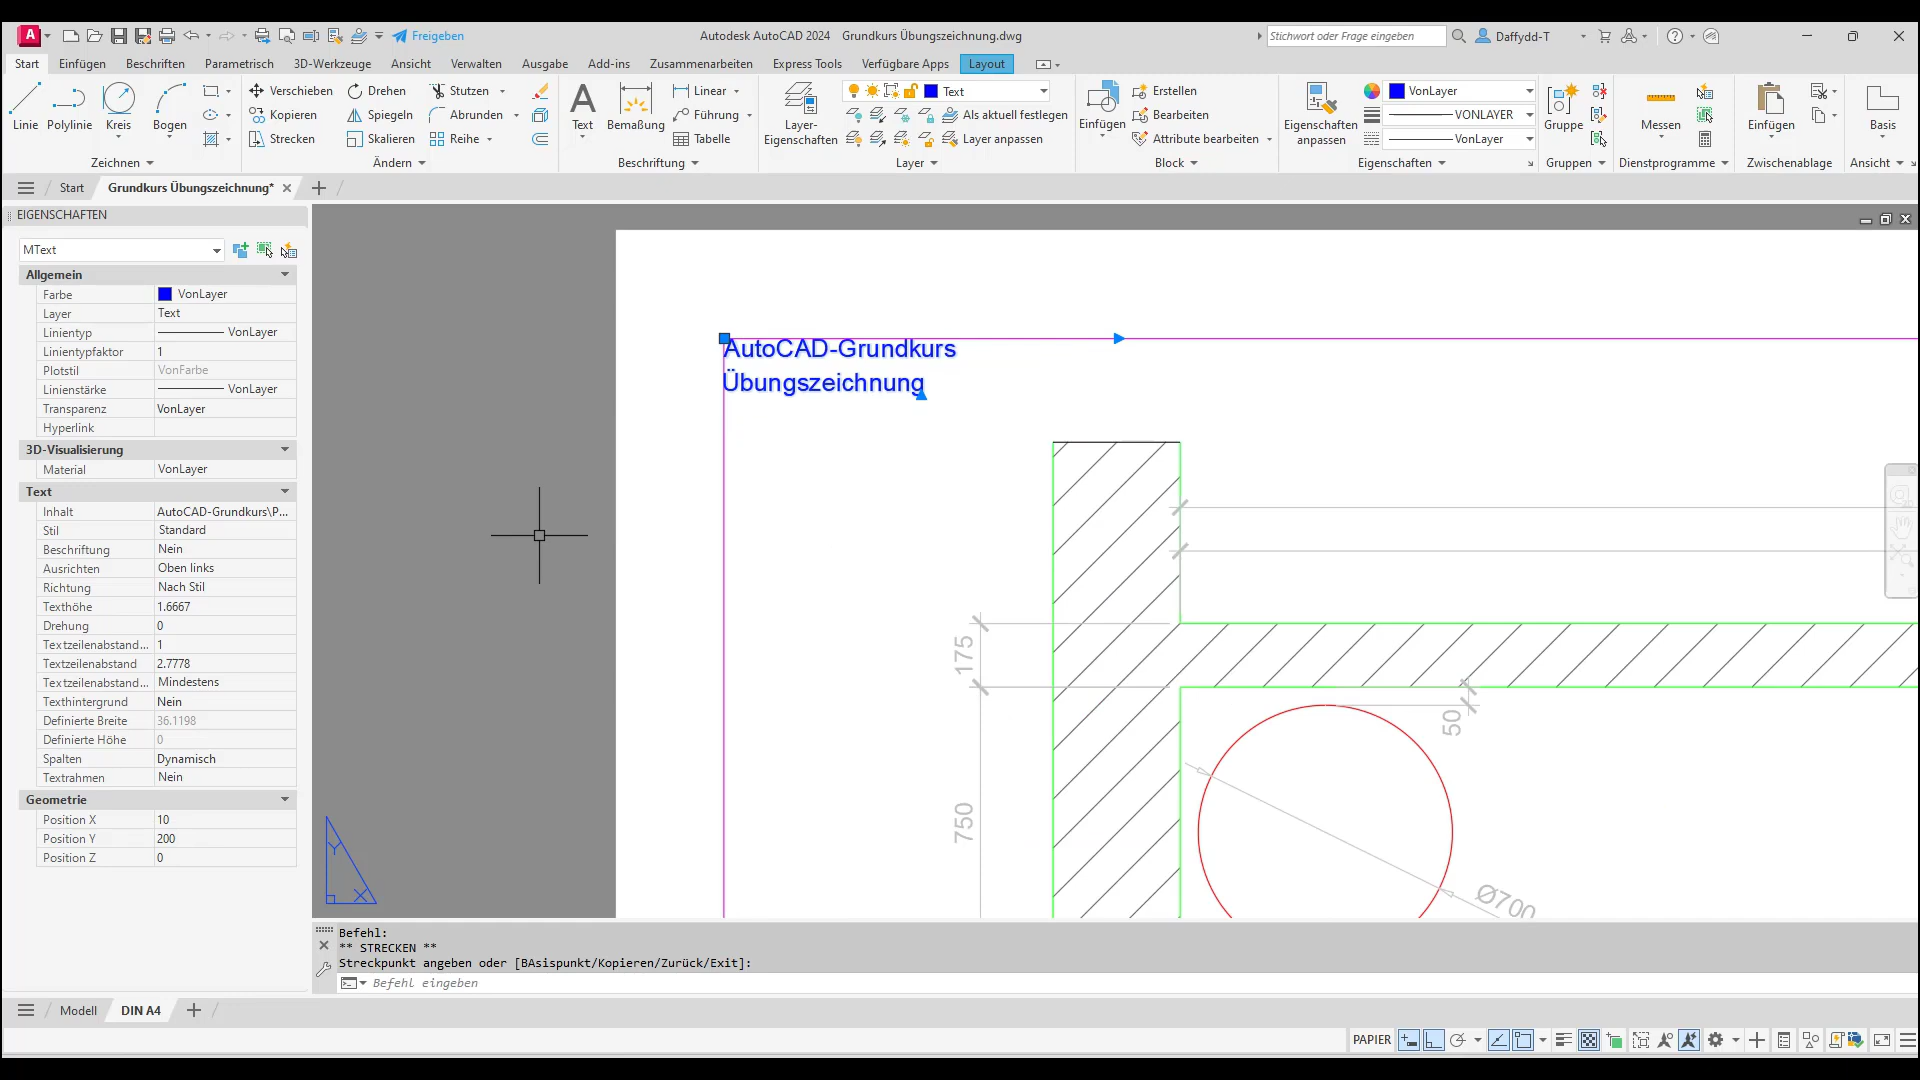 Freigeben
Autodesk AutoCAD 2024 Grundkurs Übungszeichnung.dwg
Stichwort oder Frage eingeben
Daffydd-T
Start Einfügen Beschriften Parametrisch 3D-Werkzeuge Ansicht Verwalten Ausgabe Add-ins Zusammenarbeiten Express Tools Verfügbare Apps Layout
Linie Polylinie Kreis Bogen
Zeichnen
Verschieben Drehen Stutzen
Kopieren Spiegeln Abrunden
Strecken Skalieren Reihe
Ändern
Text Bemaßung
Linear
Führung
Tabelle
Beschriftung
Layer-
Eigenschaften
Text
Als aktuell festlegen
Layer anpassen
Layer
Einfügen
Erstellen
Bearbeiten
Attribute bearbeiten
Block
Eigenschaften
anpassen
VonLayer
VONLAYER
VonLayer
Eigenschaften
Gruppe
Gruppen
Messen
Dienstprogramme
Einfügen
Zwischenablage
Basis
Ansicht
Start Grundkurs Übungszeichnung*
EIGENSCHAFTEN
MText
Allgemein
Farbe VonLayer
Layer Text
Linientyp VonLayer
Linientypfaktor 1
Plotstil VonFarbe
Linienstärke VonLayer
Transparenz VonLayer
Hyperlink
3D-Visualisierung
Material VonLayer
Text
Inhalt AutoCAD-Grundkurs\P...
Stil Standard
Beschriftung Nein
Ausrichten Oben links
Richtung Nach Stil
Texthöhe 1.6667
Drehung 0
Textzeilenabstand... 1
Textzeilenabstand 2.7778
Textzeilenabstand... Mindestens
Texthintergrund Nein
Definierte Breite 36.1198
Definierte Höhe 0
Spalten Dynamisch
Textrahmen Nein
Geometrie
Position X 10
Position Y 200
Position Z 0
AutoCAD-Grundkurs
Übungszeichnung
175
750
50
Ø700
Y
X
Befehl:
** STRECKEN **
Streckpunkt angeben oder [BAsispunkt/Kopieren/Zurück/Exit]:
Befehl eingeben
Modell DIN A4
PAPIER